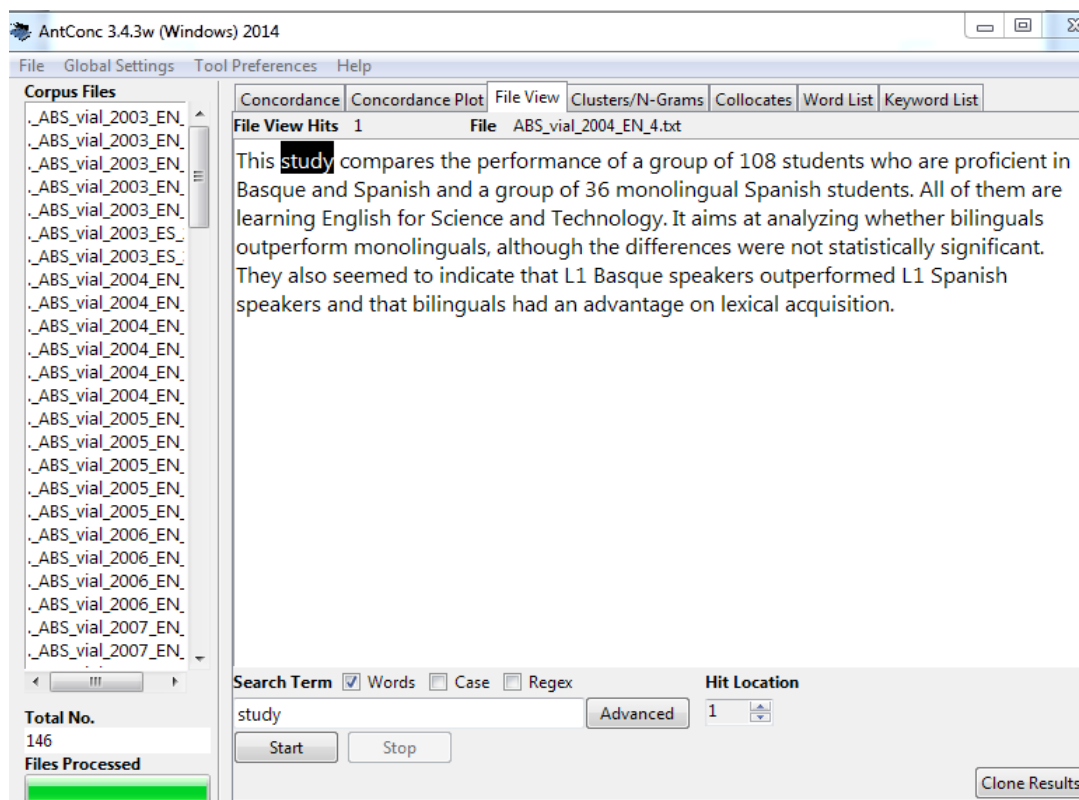 AntConc 3.4.3w (Windows) 2014
File Global Settings Tool Preferences Help
Corpus Files
._ABS_vial_2003_EN_
._ABS_vial_2003_EN_
._ABS_vial_2003_EN_
._ABS_vial_2003_EN_
._ABS_vial_2003_EN_
._ABS_vial_2003_ES_
._ABS_vial_2003_ES_
._ABS_vial_2004_EN_
._ABS_vial_2004_EN_
._ABS_vial_2004_EN_
._ABS_vial_2004_EN_
._ABS_vial_2004_EN_
._ABS_vial_2004_EN_
._ABS_vial_2005_EN_
._ABS_vial_2005_EN_
._ABS_vial_2005_EN_
._ABS_vial_2005_EN_
._ABS_vial_2005_EN_
._ABS_vial_2006_EN_
._ABS_vial_2006_EN_
._ABS_vial_2006_EN_
._ABS_vial_2006_EN_
._ABS_vial_2007_EN_
._ABS_vial_2007_EN_
Total No.
146
Files Processed
Concordance Concordance Plot File View Clusters/N-Grams Collocates Word List Keyword List
File View Hits 1 File ABS_vial_2004_EN_4.txt
This study compares the performance of a group of 108 students who are proficient in
Basque and Spanish and a group of 36 monolingual Spanish students. All of them are
learning English for Science and Technology. It aims at analyzing whether bilinguals
outperform monolinguals, although the differences were not statistically significant.
They also seemed to indicate that L1 Basque speakers outperformed L1 Spanish
speakers and that bilinguals had an advantage on lexical acquisition.
Search Term Words Case Regex Hit Location
study Advanced 1
Start Stop
Clone Results